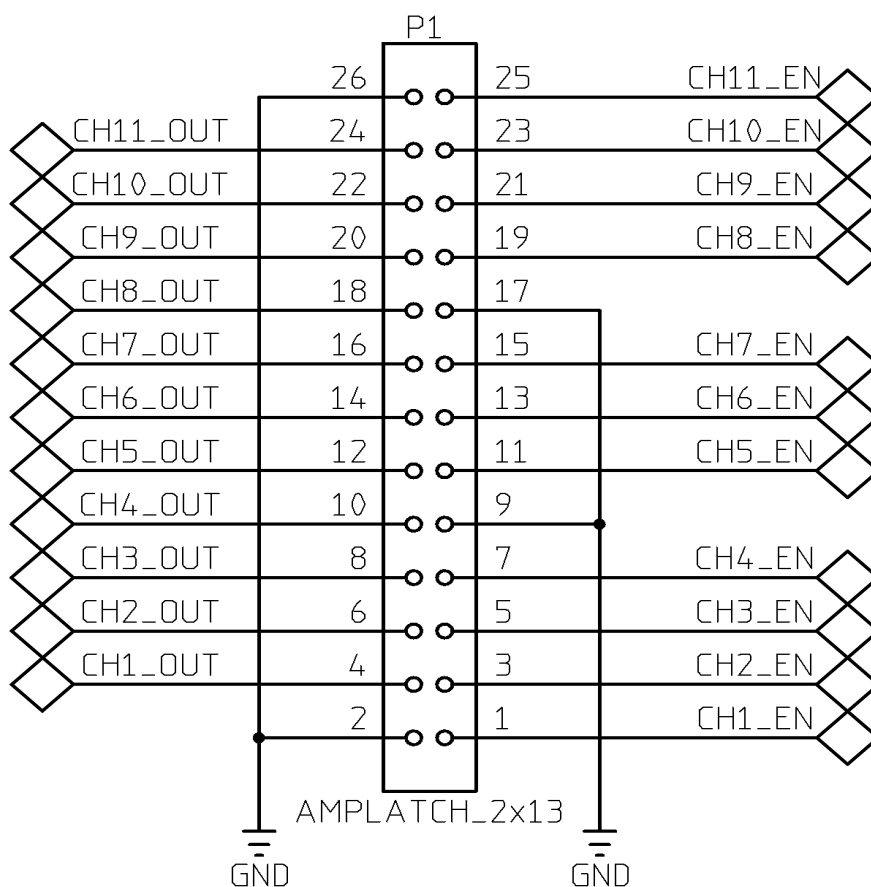 P1
26 25 CH11_EN
CH11_OUT 24 23 CH10_EN
CH10_OUT 22 21 CH9_EN
CH9_OUT 20 19 CH8_EN
CH8_OUT 18 17
CH7_OUT 16 15 CH7_EN
CH6_OUT 14 13 CH6_EN
CH5_OUT 12 11 CH5_EN
CH4_OUT 10 9
CH3_OUT 8 7 CH4_EN
CH2_OUT 6 5 CH3_EN
CH1_OUT 4 3 CH2_EN
2 1 CH1_EN
AMPLATCH_2x13
GND GND